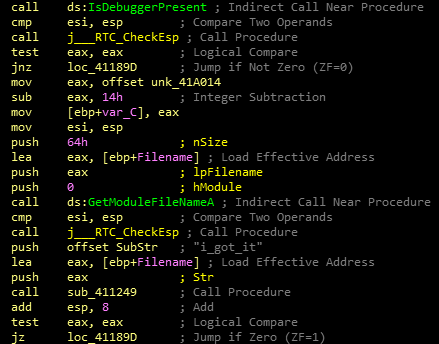 call ds:IsDebuggerPresent ; Indirect Call Near Procedure
cmp esi, esp ; Compare Two Operands
call j___RTC_CheckEsp ; Call Procedure
test eax, eax ; Logical Compare
jnz loc_41189D ; Jump if Not Zero (ZF=0)
mov eax, offset unk_41A014
sub eax, 14h ; Integer Subtraction
mov [ebp+var_C], eax
mov esi, esp
push 64h ; nSize
lea eax, [ebp+Filename] ; Load Effective Address
push eax ; lpFilename
push 0 ; hModule
call ds:GetModuleFileNameA ; Indirect Call Near Procedure
cmp esi, esp ; Compare Two Operands
call j___RTC_CheckEsp ; Call Procedure
push offset SubStr ; "i_got_it"
lea eax, [ebp+Filename] ; Load Effective Address
push eax ; Str
call sub_411249 ; Call Procedure
add esp, 8 ; Add
test eax, eax ; Logical Compare
jz loc_41189D ; Jump if Zero (ZF=1)